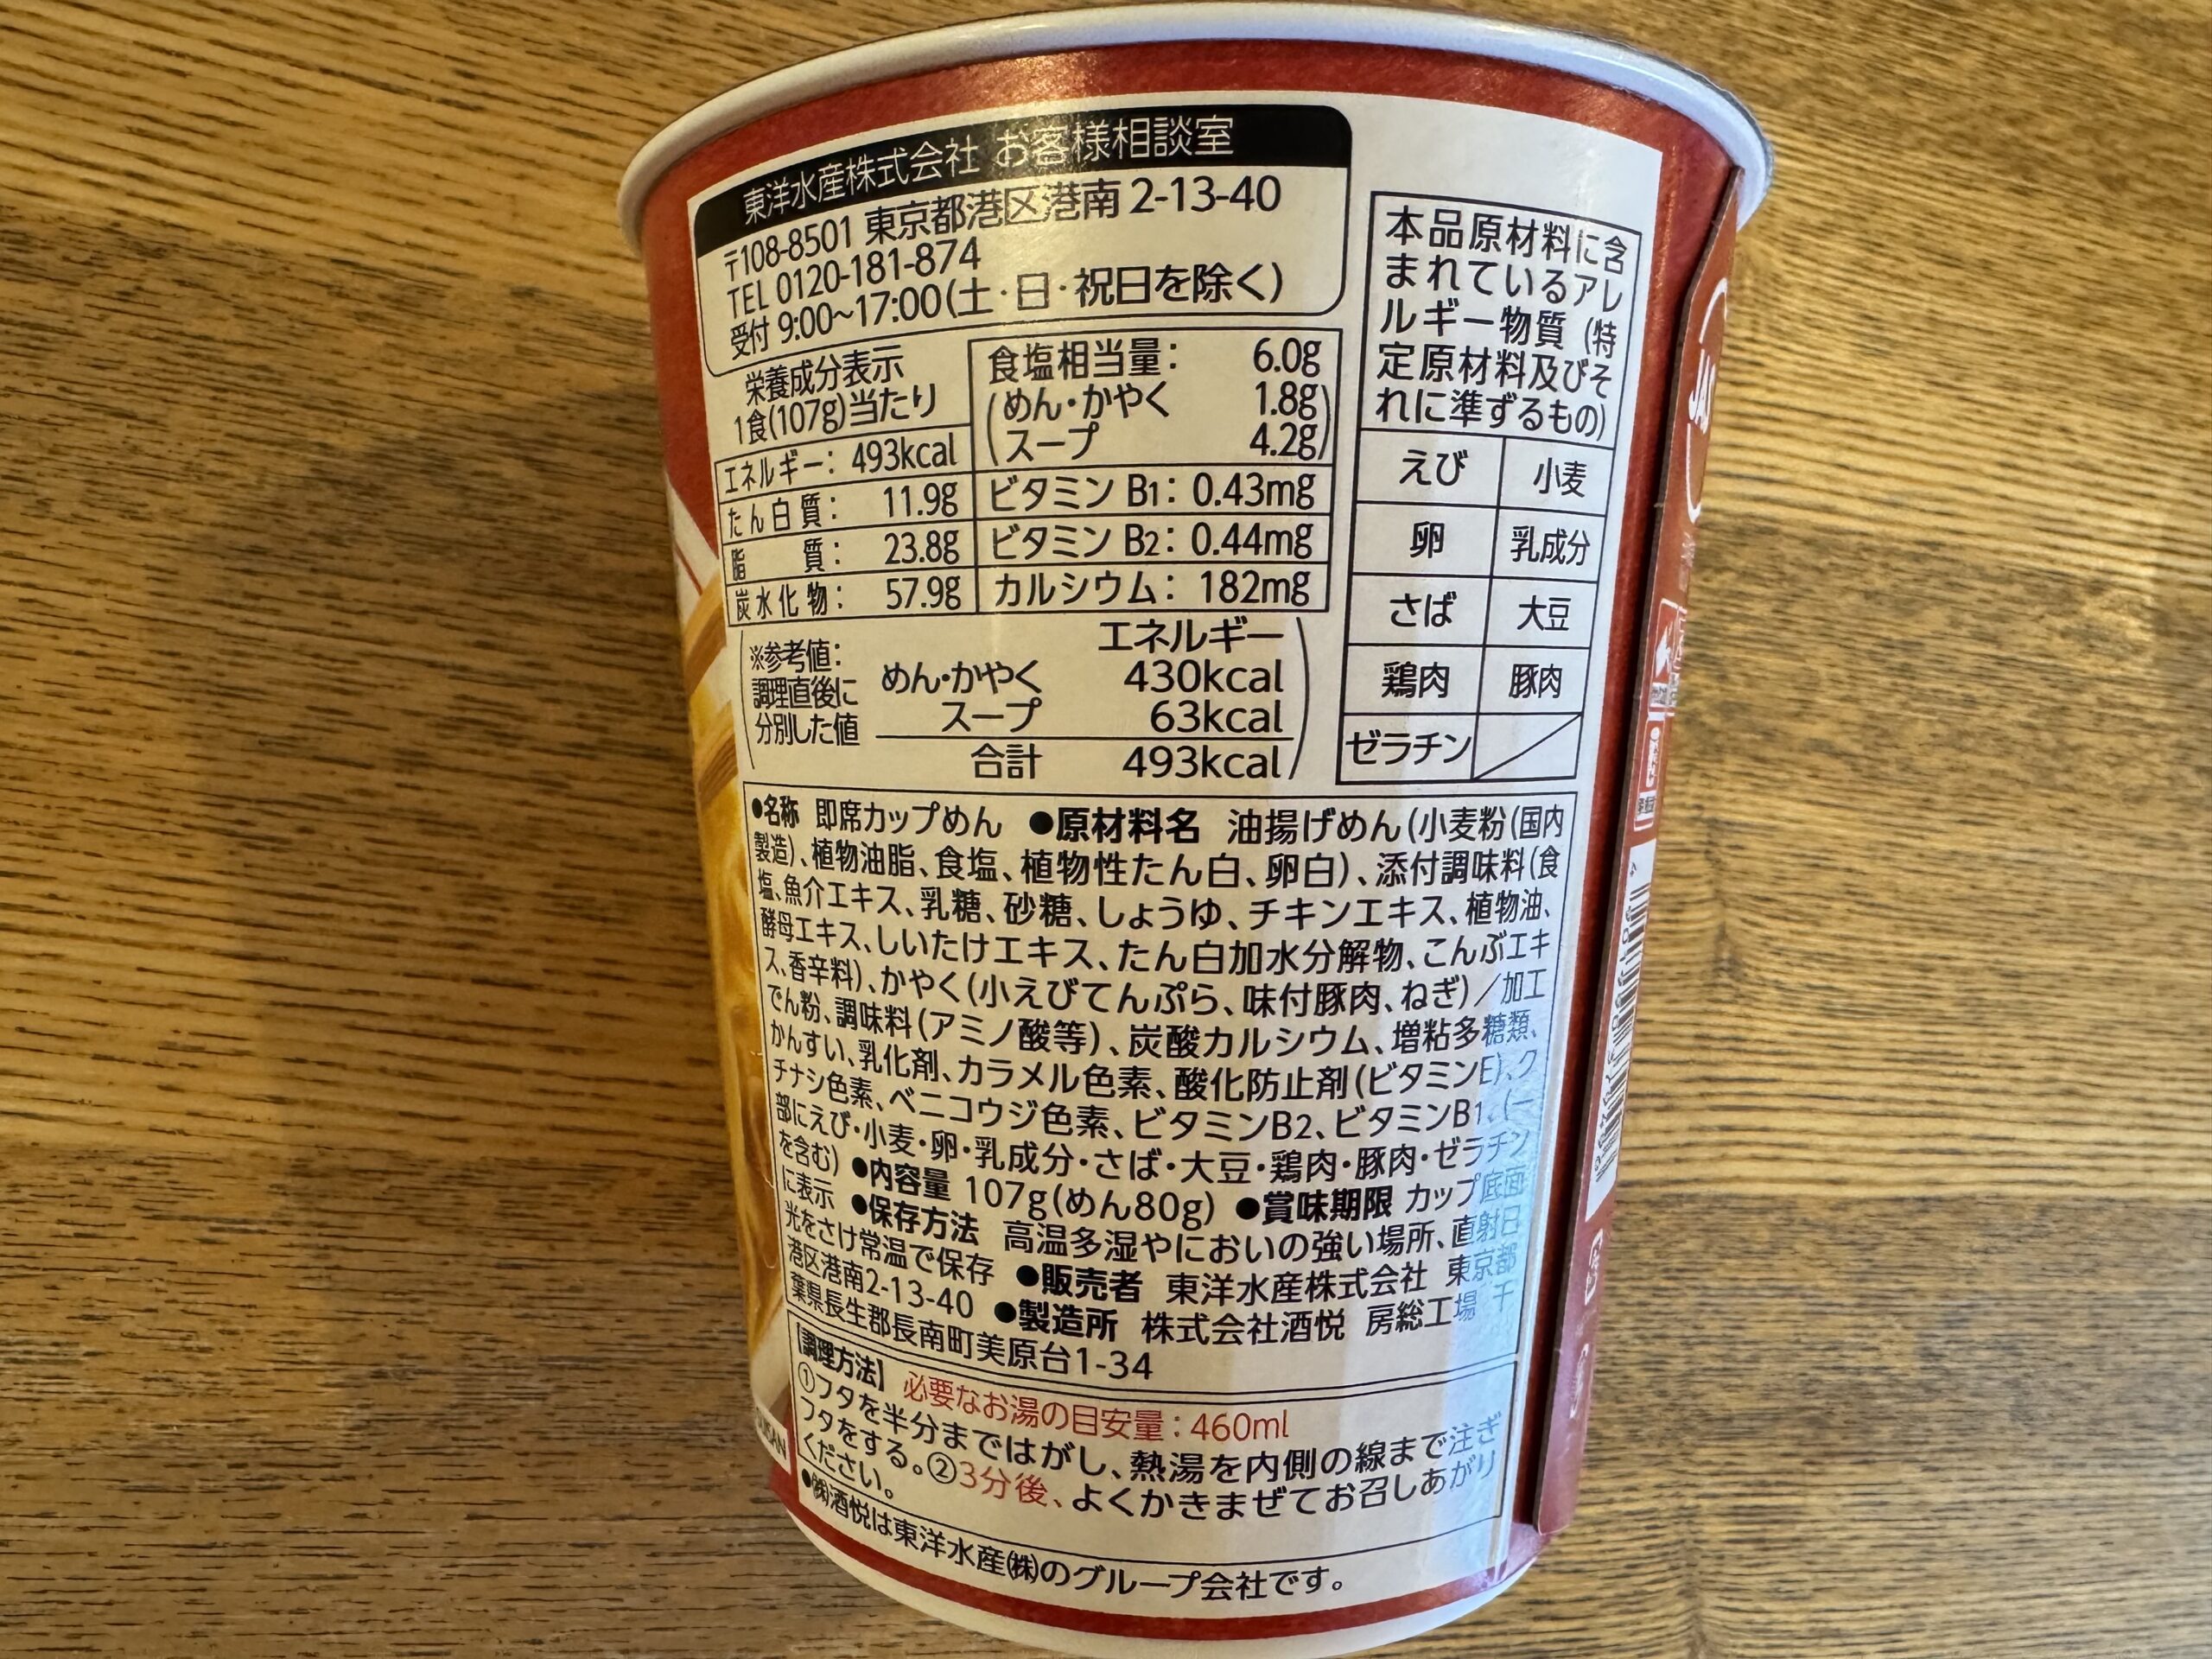 東洋水産株式会社 お客様相談室
〒108-8501 東京都港区港南 2-13-40
TEL 0120-181-874
受付 9:00~17:00(土・日・祝日を除く)
栄養成分表示
1食(107g)当たり
エネルギー: 493kcal
たん白質: 11.9g
脂質: 23.8g
炭水化物: 57.9g
食塩相当量: 6.0g
(めん・かやく 1.8g
スープ 4.2g)
ビタミン B1: 0.43mg
ビタミン B2: 0.44mg
カルシウム: 182mg
エネルギー
※参考値:
調理直後に
分別した値
めん・かやく 430kcal
スープ 63kcal
合計 493kcal
本品原材料に含
まれているアレ
ルギー物質(特
定原材料及びそ
れに準ずるもの)
えび 小麦
卵 乳成分
さば 大豆
鶏肉 豚肉
ゼラチン
●名称 即席カップめん ●原材料名 油揚げめん(小麦粉(国内
製造)、植物油脂、食塩、植物性たん白、卵白)、添付調味料(食
塩、魚介エキス、乳糖、砂糖、しょうゆ、チキンエキス、植物油、
酵母エキス、しいたけエキス、たん白加水分解物、こんぶエキ
ス、香辛料)、かやく(小えびてんぷら、味付豚肉、ねぎ)/加工
でん粉、調味料(アミノ酸等)、炭酸カルシウム、増粘多糖類、
かんすい、乳化剤、カラメル色素、酸化防止剤(ビタミンE)、ク
チナシ色素、ベニコウジ色素、ビタミンB2、ビタミンB1、(一
部にえび・小麦・卵・乳成分・さば・大豆・鶏肉・豚肉・ゼラチン
を含む) ●内容量 107g(めん80g) ●賞味期限 カップ底面
に表示 ●保存方法 高温多湿やにおいの強い場所、直射日
光をさけ常温で保存 ●販売者 東洋水産株式会社 東京都
港区港南2-13-40 ●製造所 株式会社酒悦 房総工場 千
葉県長生郡長南町美原台1-34
【調理方法】 必要なお湯の目安量:460ml
①フタを半分まではがし、熱湯を内側の線まで注ぎ
フタをする。②3分後、よくかきまぜてお召しあがり
ください。
●㈱酒悦は東洋水産㈱のグループ会社です。
JAS